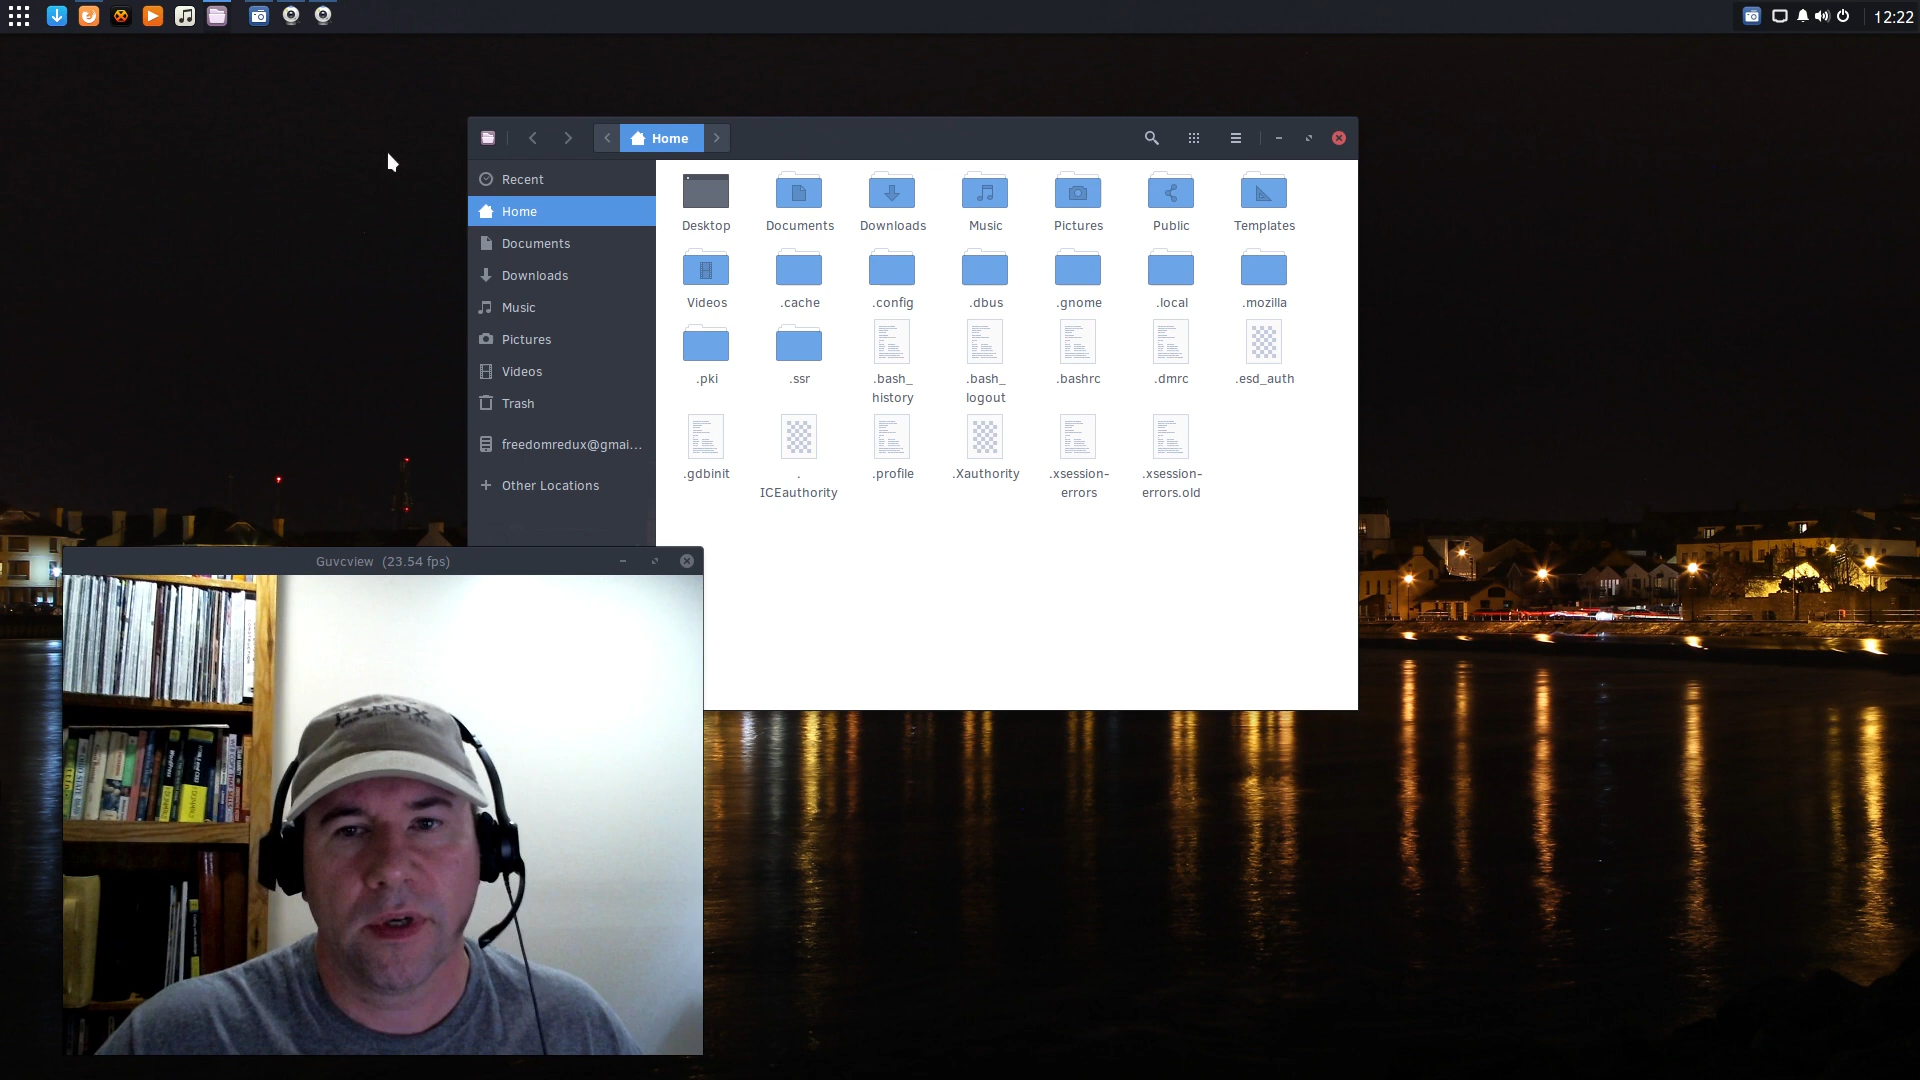 12:22
Home
Recent
Home
Documents
Downloads
Music
Pictures
Videos
Trash
freedomredux@gmai...
Other Locations
Desktop Documents Downloads Music Pictures Public Templates
Videos .cache .config .dbus .gnome .local .mozilla
.pki .ssr .bash_ .bash_ .bashrc .dmrc .esd_auth
history logout
.gdbinit . .profile .Xauthority .xsession- .xsession-
ICEauthority errors errors.old
Guvcview (23.54 fps)
LINUX